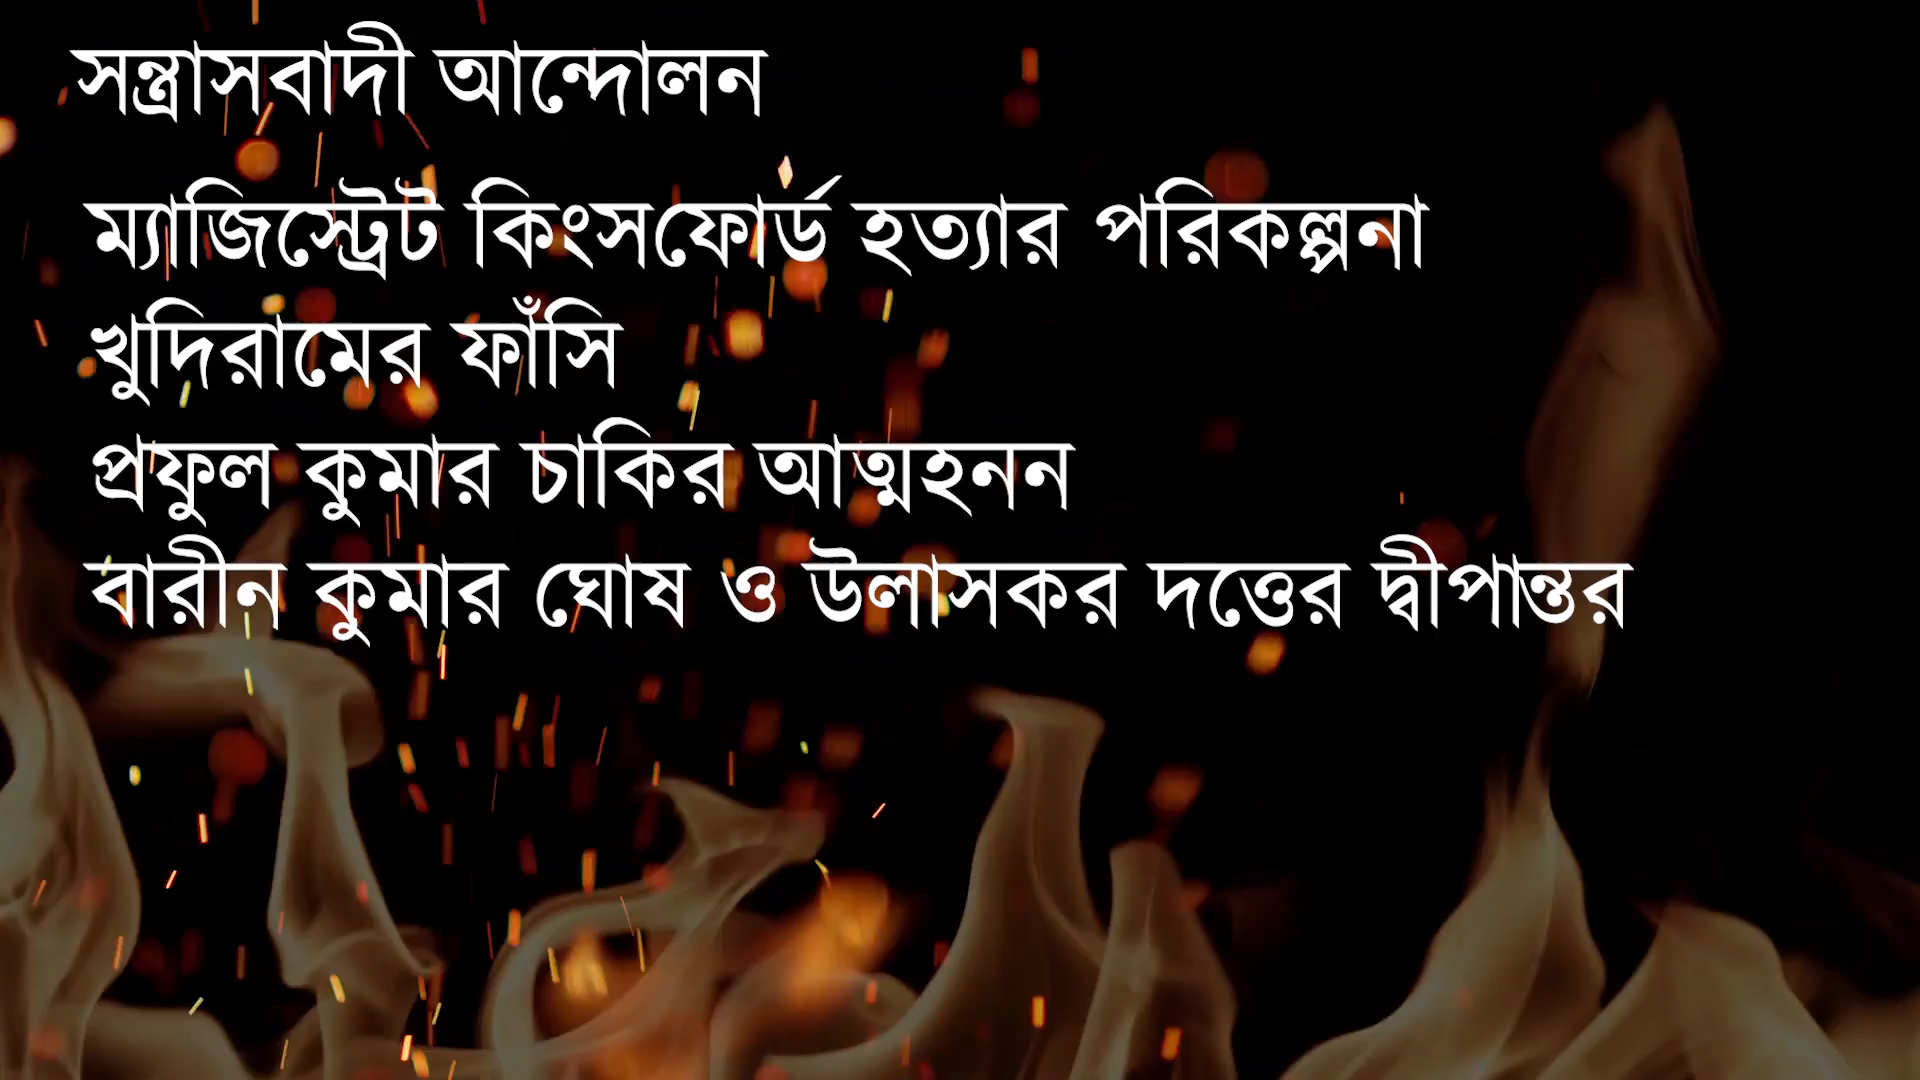 সন্ত্রাসবাদী আন্দোলন
ম্যাজিস্ট্রেট কিংসফোর্ড হত্যার পরিকল্পনা
খুদিরামের ফাঁসি
প্রফুল কুমার চাকির আত্মহনন
বারীন কুমার ঘোষ ও উলাসকর দত্তের দ্বীপান্তর